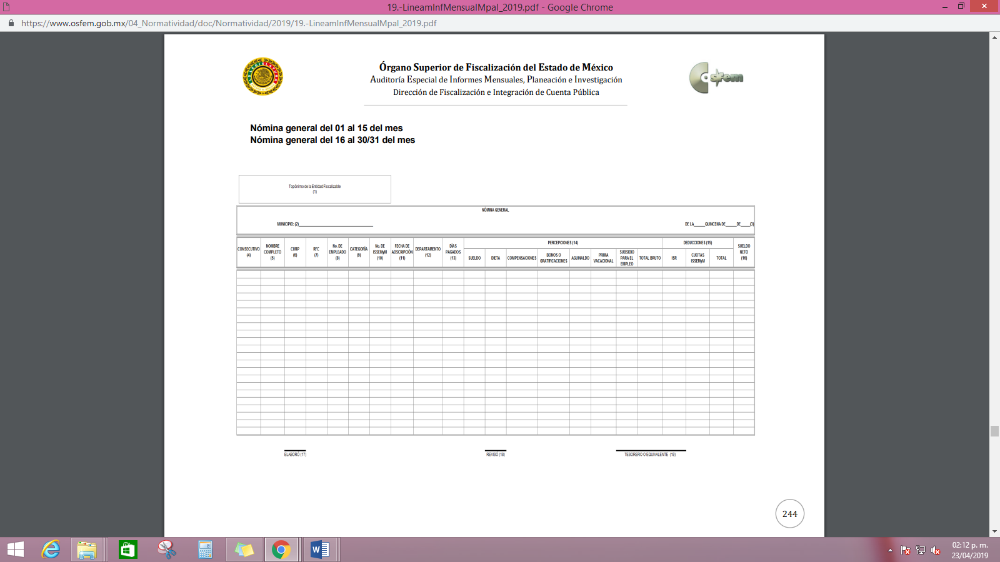 19.-LineamInfMensualMpal_2019.pdf - Google Chrome
https://www.osfem.gob.mx/04_Normatividad/doc/Normatividad/2019/19.-LineamInfMensualMpal_2019.pdf
Órgano Superior de Fiscalización del Estado de México
Auditoría Especial de Informes Mensuales, Planeación e Investigación
Dirección de Fiscalización e Integración de Cuenta Pública
LEGISLATURA
osfem
Nómina general del 01 al 15 del mes
Nómina general del 16 al 30/31 del mes
Topónimo de la Entidad Fiscalizable
(1)
NÓMINA GENERAL
MUNICIPIO: (2)
DE LA_____QUINCENA DE_____DE____(3)
CONSECUTIVO (4)
NOMBRE COMPLETO (5)
CURP (6)
RFC (7)
No. DE EMPLEADO (8)
CATEGORÍA (9)
No. DE ISSEMyM (10)
FECHA DE ADSCRIPCIÓN (11)
DEPARTAMENTO (12)
DÍAS PAGADOS (13)
PERCEPCIONES (14)
SUELDO
DIETA
COMPENSACIONES
BONOS O GRATIFICACIONES
AGUINALDO
PRIMA VACACIONAL
SUBSIDIO PARA EL EMPLEO
TOTAL BRUTO
DEDUCCIONES (15)
ISR
CUOTAS ISSEMyM
TOTAL
SUELDO NETO (16)
ELABORÓ (17)
REVISÓ (18)
TESORERO O EQUIVALENTE (19)
244
02:12 p. m.
23/04/2019